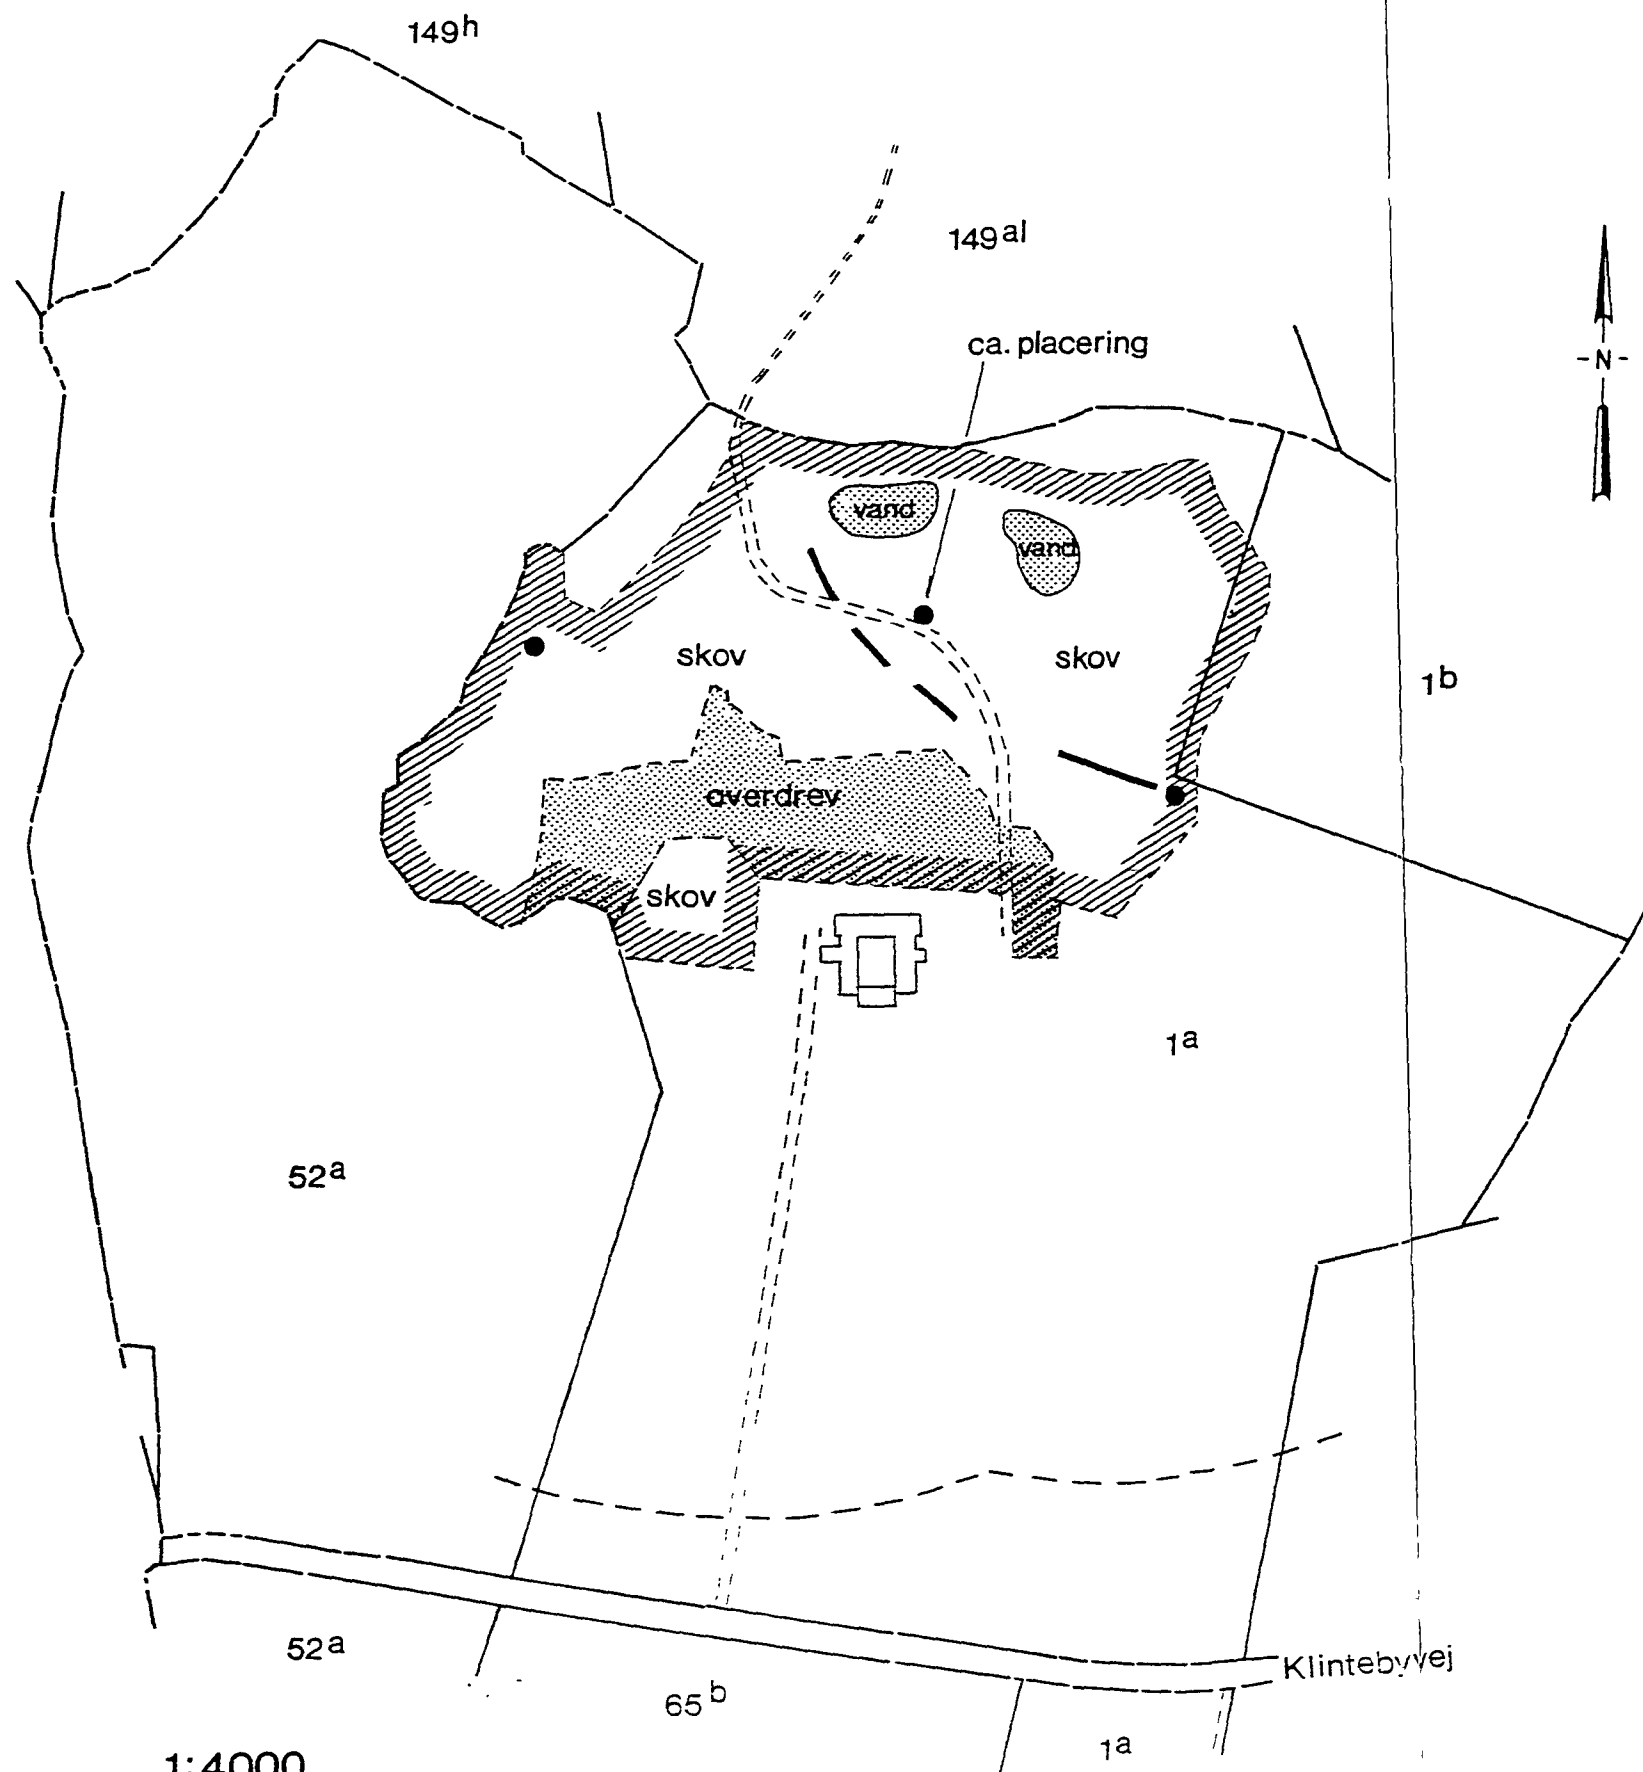 149h
149al
ca. placering
-N-
vand
vand
skov
skov
1b
overdrev
skov
1a
52a
52a
Klintebyvej
65b
1a
1:4000